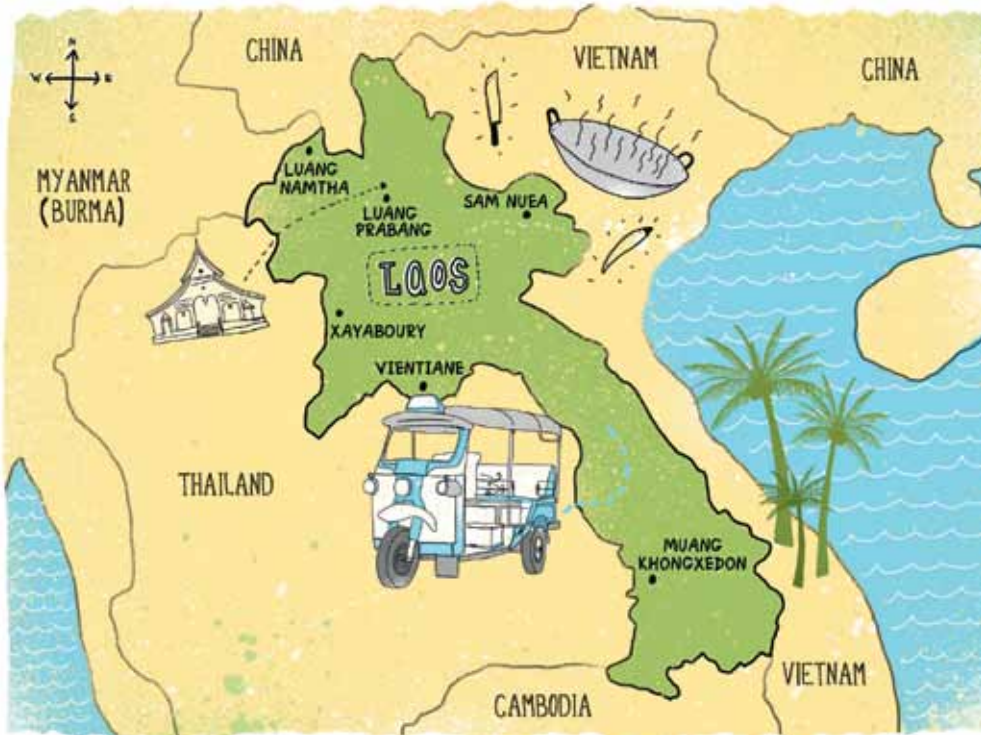 CHINA
VIETNAM
CHINA
N
W
E
S
MYANMAR
(BURMA)
LUANG
NAMTHA
LUANG
PRABANG
SAM NUEA
LAOS
XAYABOURY
VIENTIANE
THAILAND
MUANG
KHONGXEDON
VIETNAM
CAMBODIA